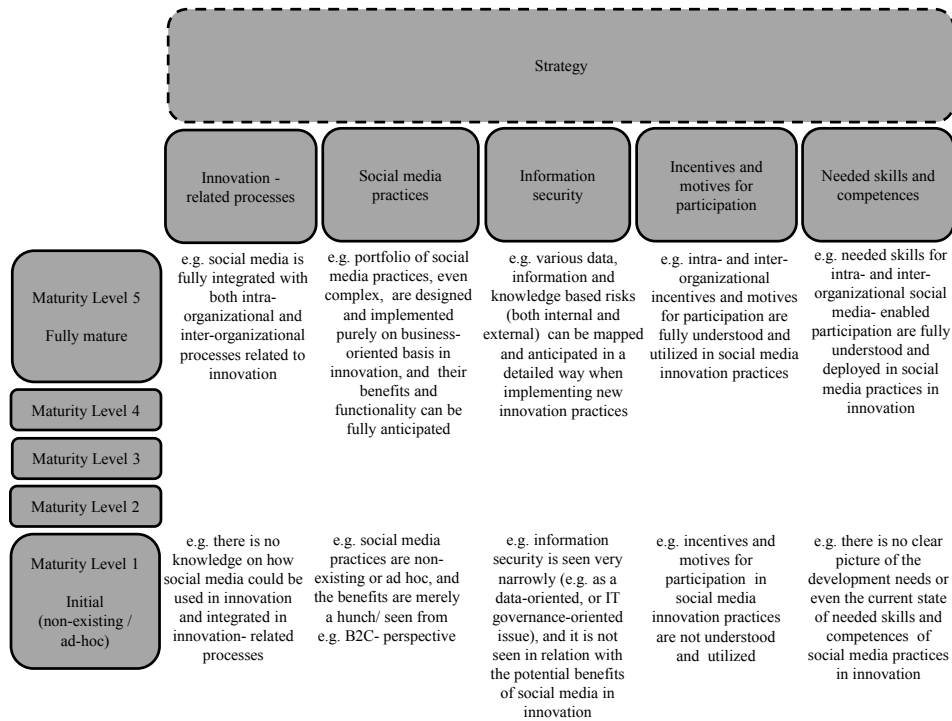 Strategy
Innovation -
related processes
Social media
practices
Information
security
Incentives and
motives for
participation
Needed skills and
competences
Maturity Level 5
Fully mature
e.g. social media is
fully integrated with
both intra-
organizational and
inter-organizational
processes related to
innovation
e.g. portfolio of social
media practices, even
complex,  are designed
and implemented
purely on business-
oriented basis in
innovation, and  their
benefits and
functionality can be
fully anticipated
e.g. various data,
information and
knowledge based risks
(both internal and
external)  can be mapped
and anticipated in a
detailed way when
implementing new
innovation practices
e.g. intra- and inter-
organizational
incentives and motives
for participation are
fully understood and
utilized in social media
innovation practices
e.g. needed skills for
intra- and inter-
organizational social
media- enabled
participation are fully
understood and
deployed in social
media practices in
innovation
Maturity Level 4
Maturity Level 3
Maturity Level 2
Maturity Level 1
Initial
(non-existing /
ad-hoc)
e.g. there is no
knowledge on how
social media could be
used in innovation
and integrated in
innovation- related
processes
e.g. social media
practices are non-
existing or ad hoc, and
the benefits are merely
a hunch/ seen from
e.g. B2C- perspective
e.g. information
security is seen very
narrowly (e.g. as a
data-oriented, or IT
governance-oriented
issue), and it is not
seen in relation with
the potential benefits
of social media in
innovation
e.g. incentives and
motives for
participation  in
social media
innovation practices
are not understood
and  utilized
e.g. there is no clear
picture of the
development needs or
even the current state
of needed skills and
competences  of
social media practices
in innovation